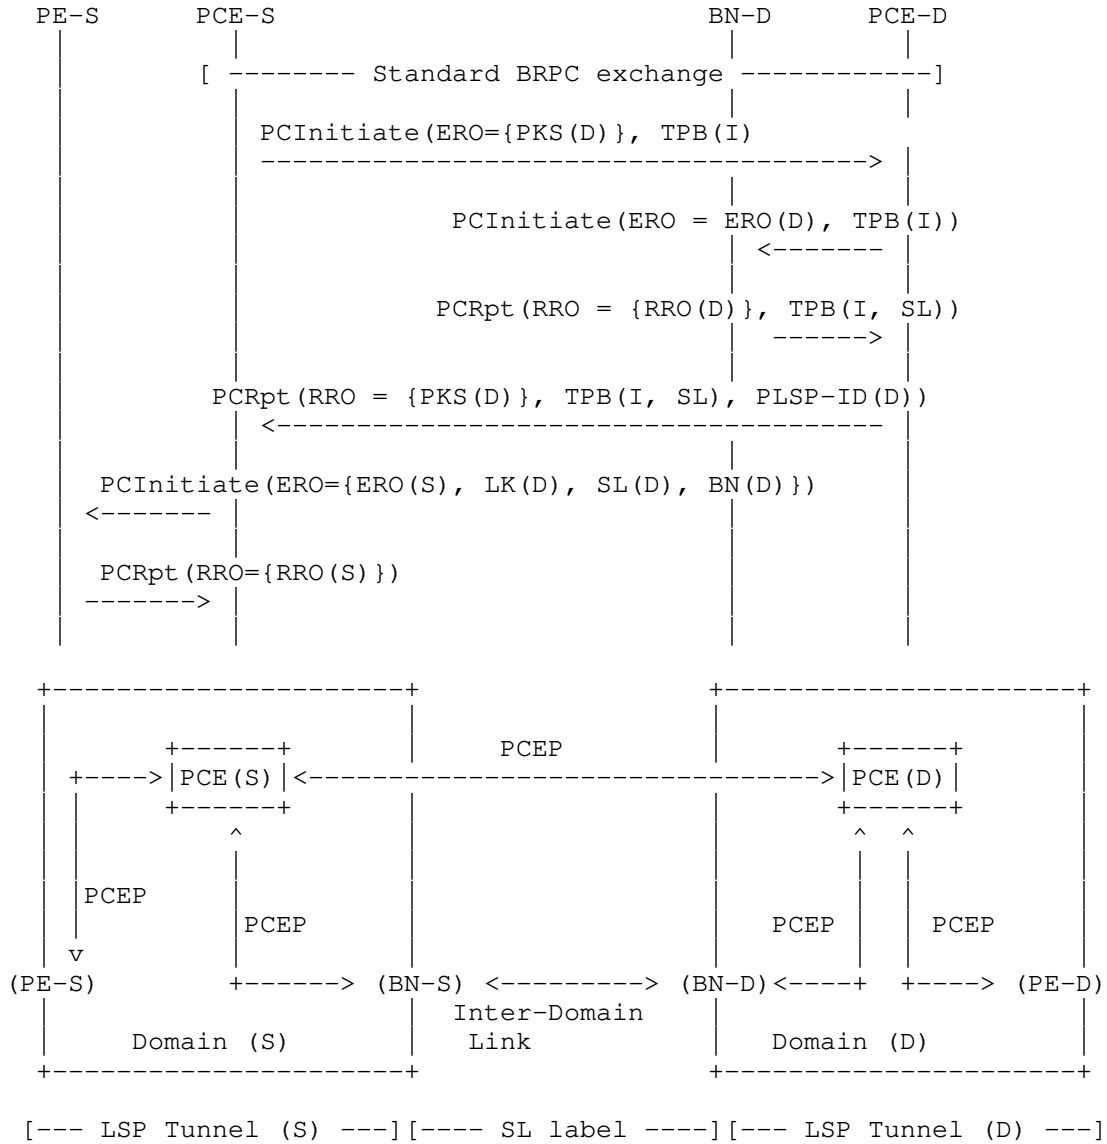 PE-S PCE-S BN-D PCE-D
[ -------- Standard BRPC exchange ------------]
PCInitiate(ERO={PKS(D)}, TPB(I)
PCInitiate(ERO = ERO(D), TPB(I))
PCRpt(RRO = {RRO(D)}, TPB(I, SL))
PCRpt(RRO = {PKS(D)}, TPB(I, SL), PLSP-ID(D))
PCInitiate(ERO={ERO(S), LK(D), SL(D), BN(D)})
PCRpt(RRO={RRO(S)})
PCEP
PCE(S) PCE(D)
PCEP
PCEP PCEP PCEP
(PE-S) (BN-S) (BN-D) (PE-D)
Inter-Domain
Domain (S) Link Domain (D)
[--- LSP Tunnel (S) ---][---- SL label ----][--- LSP Tunnel (D) ---]